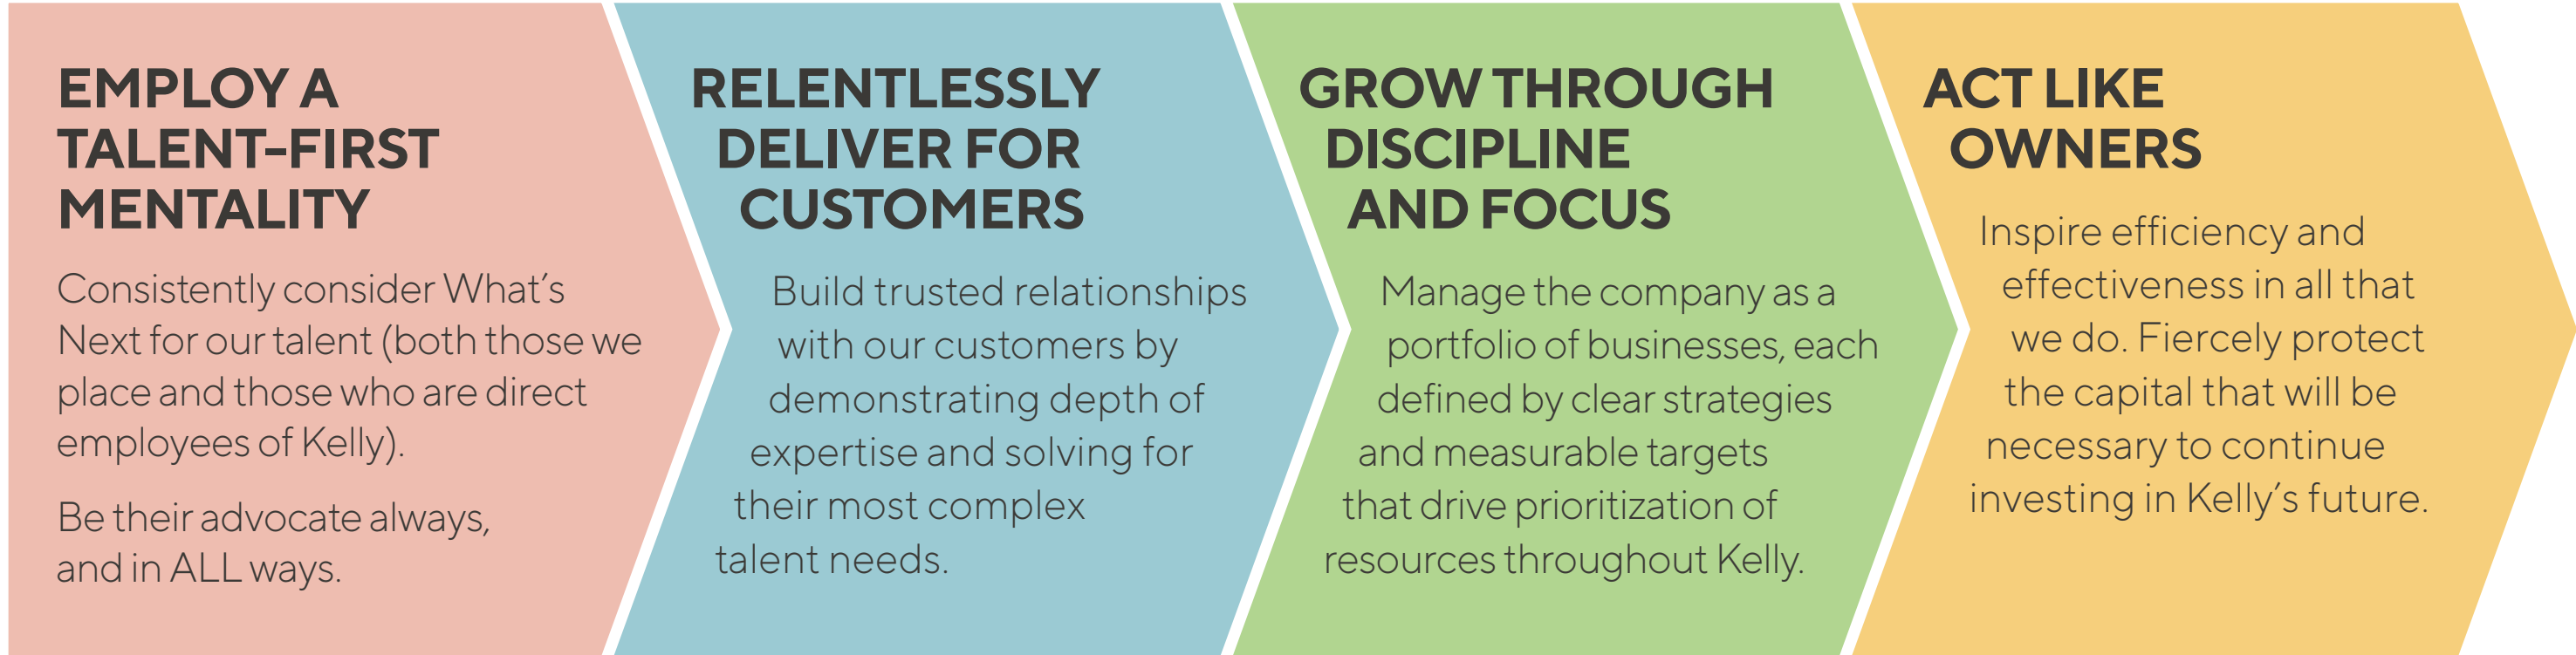 EMPLOY A
TALENT-FIRST
MENTALITY
Consistently consider What's
Next for our talent (both those we
place and those who are direct
employees of Kelly).
Be their advocate always,
and in ALL ways.
RELENTLESSLY
DELIVER FOR
CUSTOMERS
Build trusted relationships
with our customers by
demonstrating depth of
expertise and solving for
their most complex
talent needs.
GROW THROUGH
DISCIPLINE
AND FOCUS
Manage the company as a
portfolio of businesses, each
defined by clear strategies
and measurable targets
that drive prioritization of
resources throughout Kelly.
ACT LIKE
OWNERS
Inspire efficiency and
effectiveness in all that
we do. Fiercely protect
the capital that will be
necessary to continue
investing in Kelly's future.